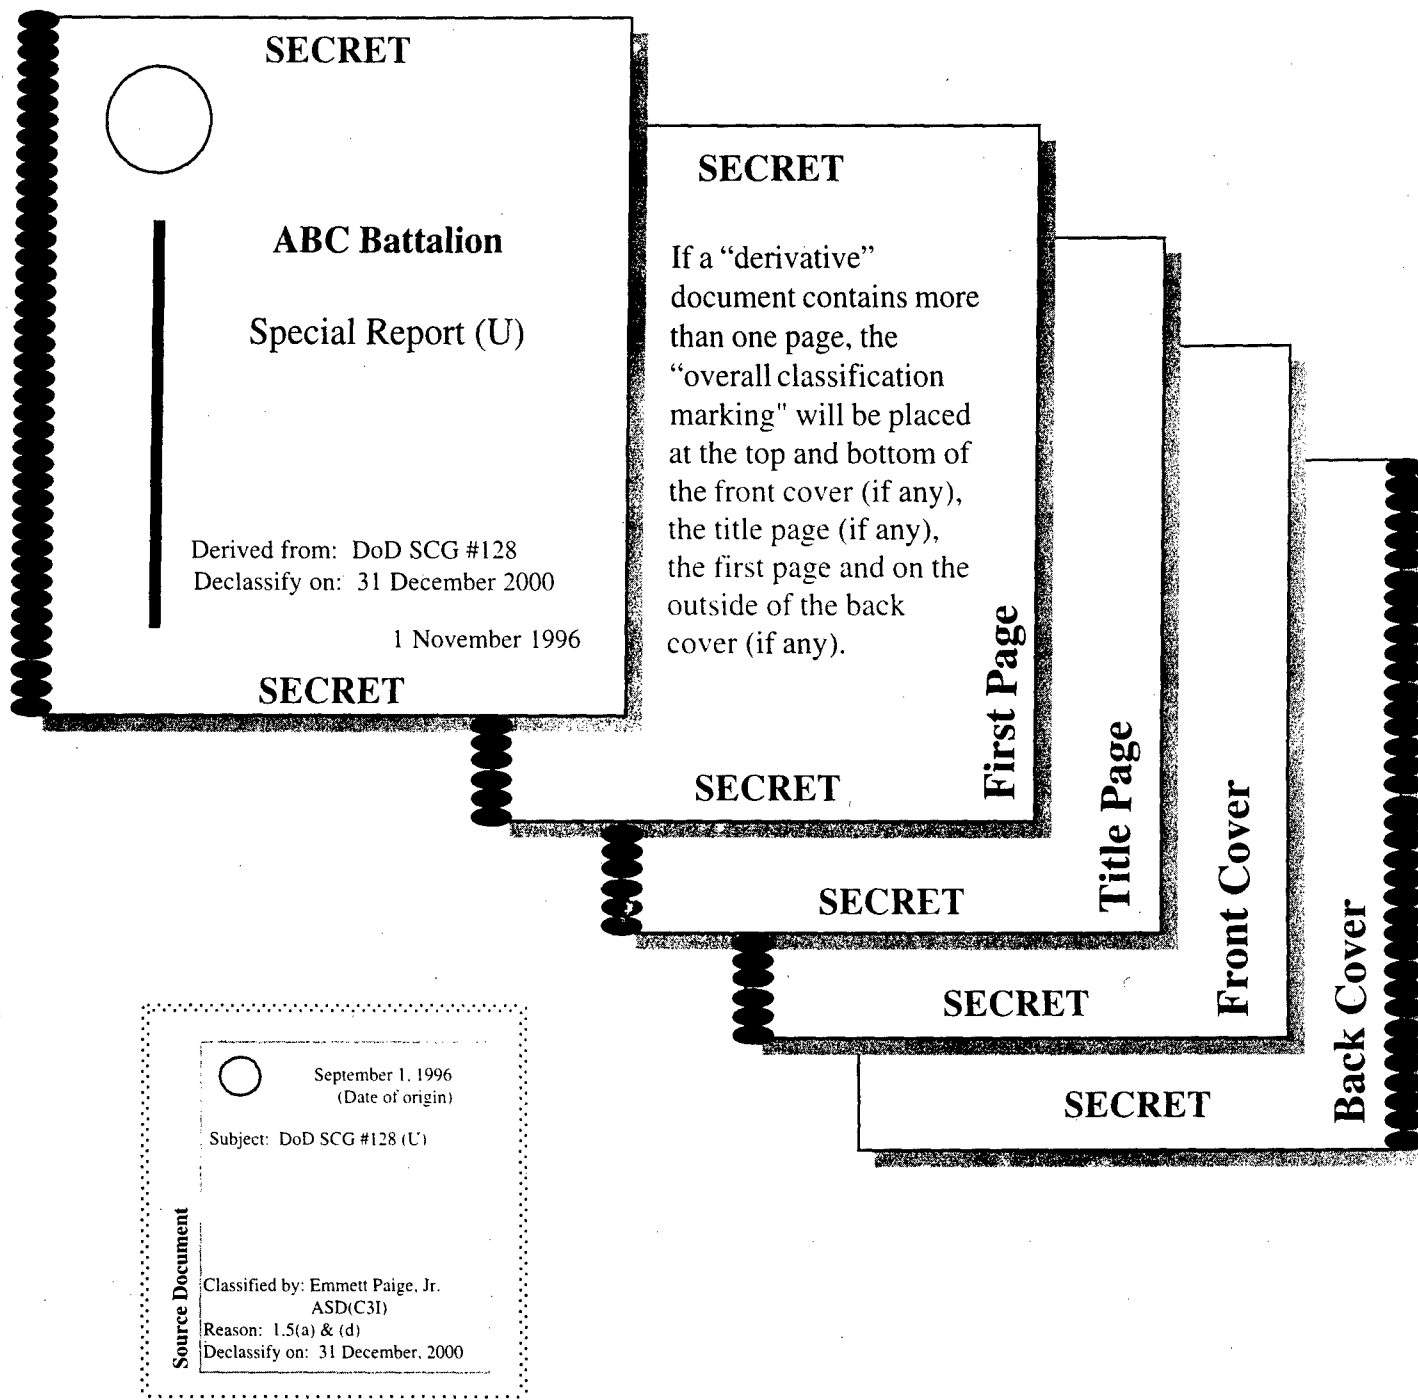 SECRET
ABC Battalion
Special Report (U)
Derived from: DoD SCG #128
Declassify on: 31 December 2000
1 November 1996
SECRET
SECRET
If a “derivative”
document contains more
than one page, the
“overall classification
marking" will be placed
at the top and bottom of
the front cover (if any),
the title page (if any),
the first page and on the
outside of the back
cover (if any).
SECRET
First Page
SECRET
Title Page
SECRET
Front Cover
SECRET
Back Cover
Source Document
September 1, 1996
(Date of origin)
Subject: DoD SCG #128 (U)
Classified by: Emmett Paige, Jr.
ASD(C3I)
Reason: 1.5(a) & (d)
Declassify on: 31 December, 2000